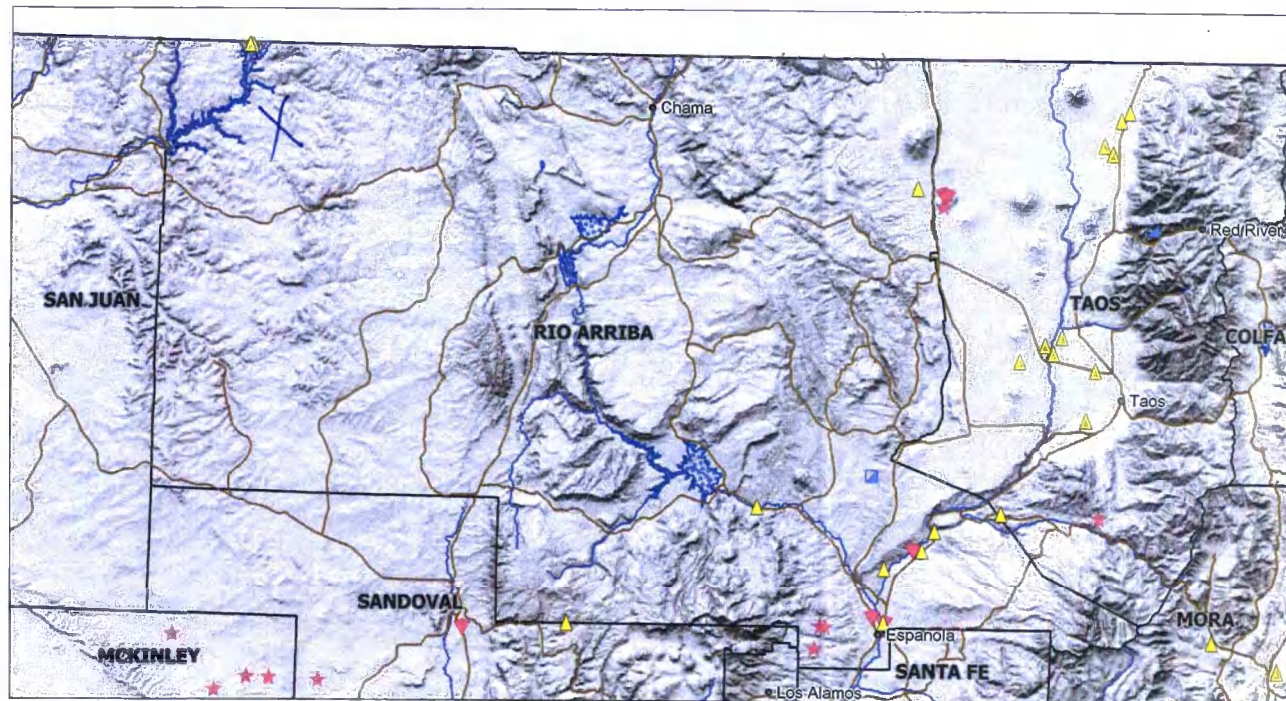 Chama
Red River
SAN JUAN
TAOS
RIO ARRIBA
COLFA
Taos
SANDOVAL
MORA
Espanola
MCKINLEY
SANTA FE
Los Alamos